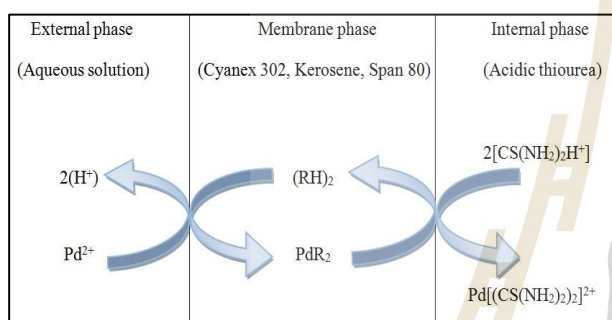 External phase
(Aqueous solution)
Membrane phase
(Cyanex 302, Kerosene, Span 80)
Internal phase
(Acidic thiourea)
2(H⁺)
(RH)₂
2[CS(NH₂)₂H⁺]
Pd²⁺
PdR₂
Pd[(CS(NH₂)₂)₂]²⁺